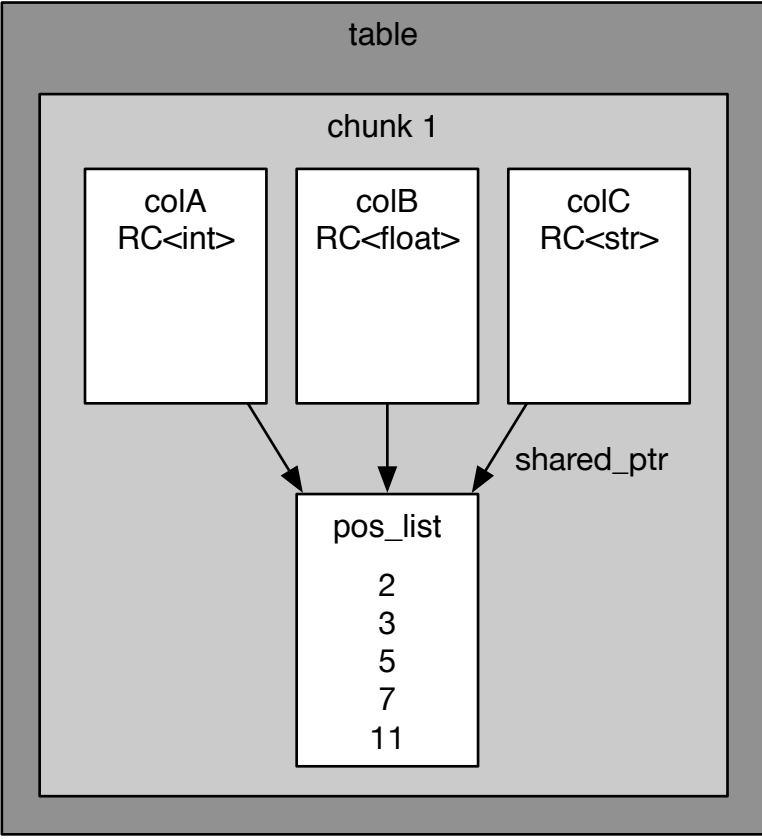 table
chunk 1
colA
RC<int>
colB
RC<float>
colC
RC<str>
shared_ptr
pos_list
2
3
5
7
11